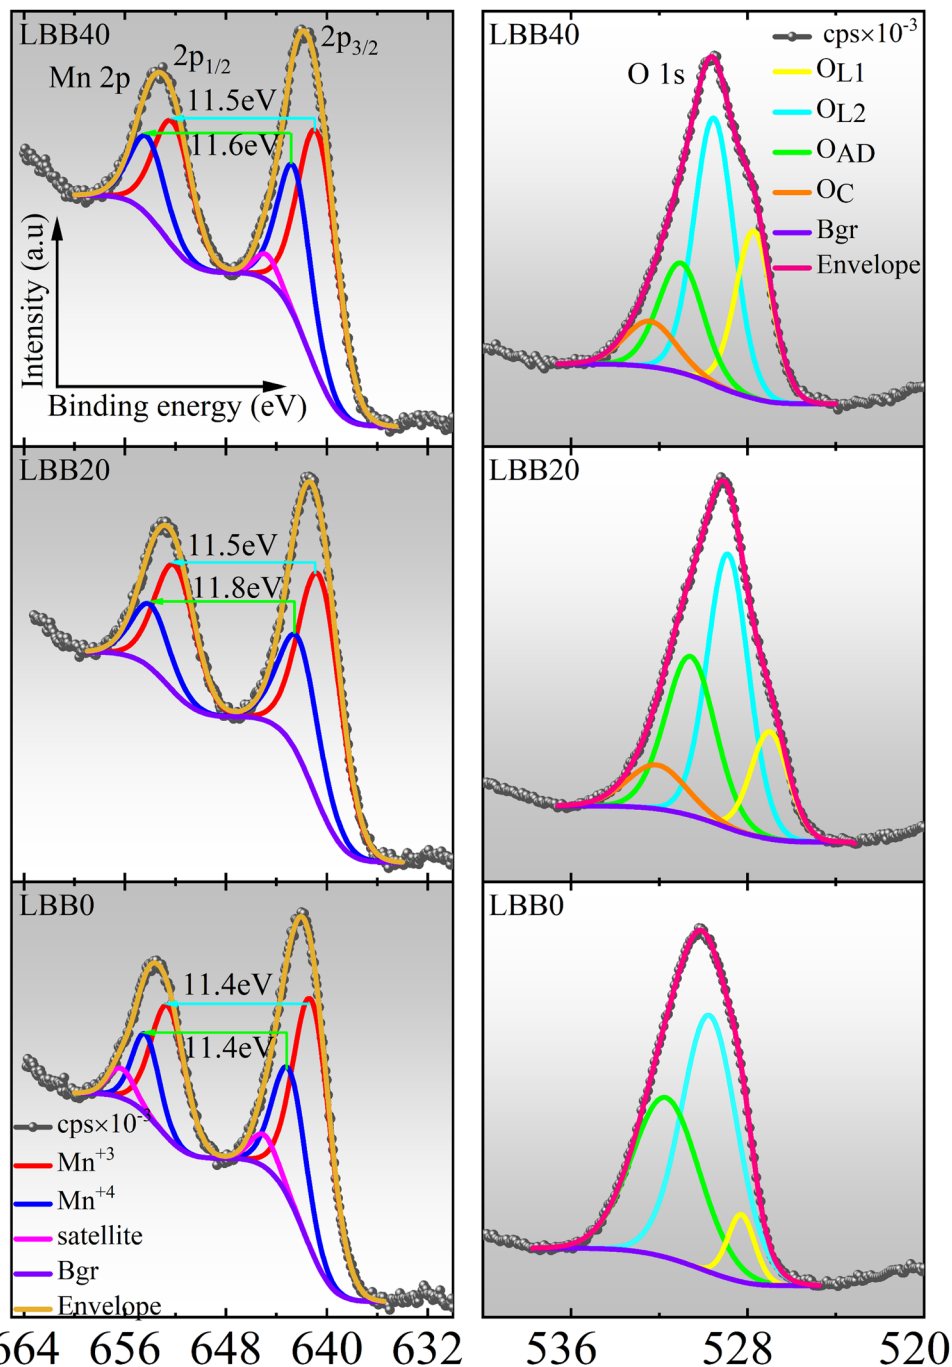 LBB40
2p3/2
2p1/2
Mn 2p
11.5eV
11.6eV
Intensity (a.u)
Binding energy (eV)
LBB40
O 1s
cps×10-3
OL1
OL2
OAD
OC
Bgr
Envelope
LBB20
11.5eV
11.8eV
LBB20
LBB0
11.4eV
11.4eV
cps×10-3
Mn+3
Mn+4
satellite
Bgr
Envelope
LBB0
664 656 648 640 632
536 528 520